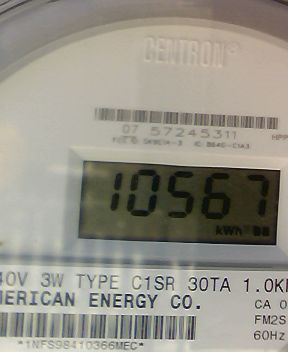 CENTRON®
07 57245311
10567
kWh
40V 3W TYPE C1SR 30TA 1.0K
MERICAN ENERGY CO.
CA 0
FM2S
60Hz
*1NFS98410366MEC*